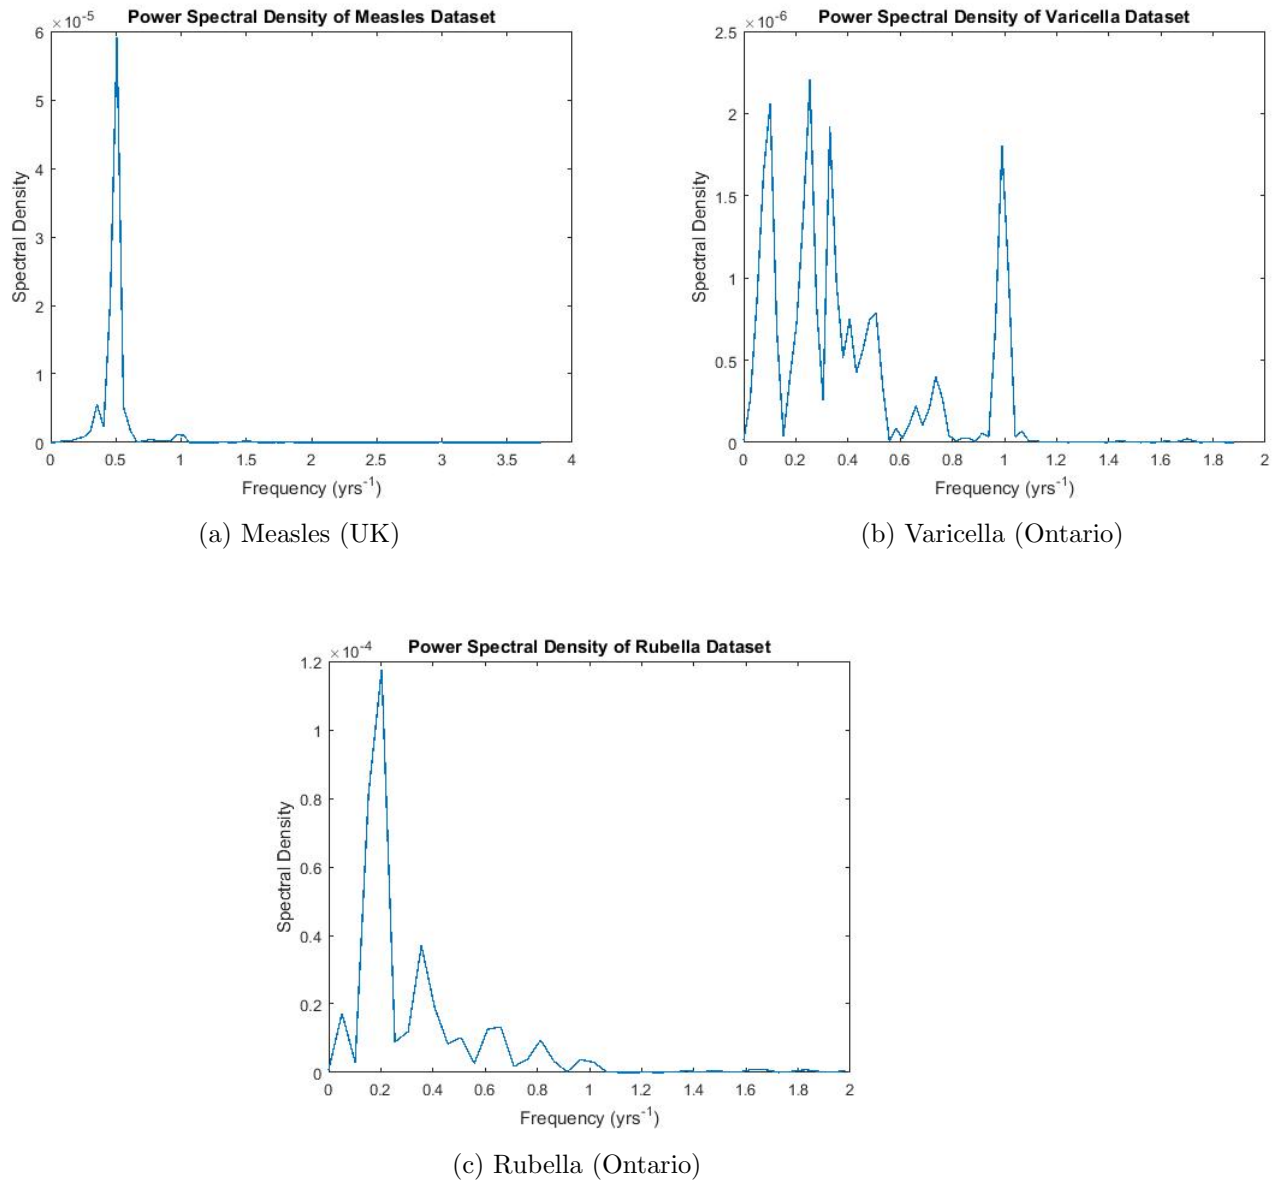 Power Spectral Density of Measles Dataset
×10^-5
6
5
4
3
2
1
0
Spectral Density
0 0.5 1 1.5 2 2.5 3 3.5 4
Frequency (yrs^-1)
(a) Measles (UK)
Power Spectral Density of Varicella Dataset
×10^-6
2.5
2
1.5
1
0.5
0
Spectral Density
0 0.2 0.4 0.6 0.8 1 1.2 1.4 1.6 1.8 2
Frequency (yrs^-1)
(b) Varicella (Ontario)
Power Spectral Density of Rubella Dataset
×10^-4
1.2
1
0.8
0.6
0.4
0.2
0
Spectral Density
0 0.2 0.4 0.6 0.8 1 1.2 1.4 1.6 1.8 2
Frequency (yrs^-1)
(c) Rubella (Ontario)